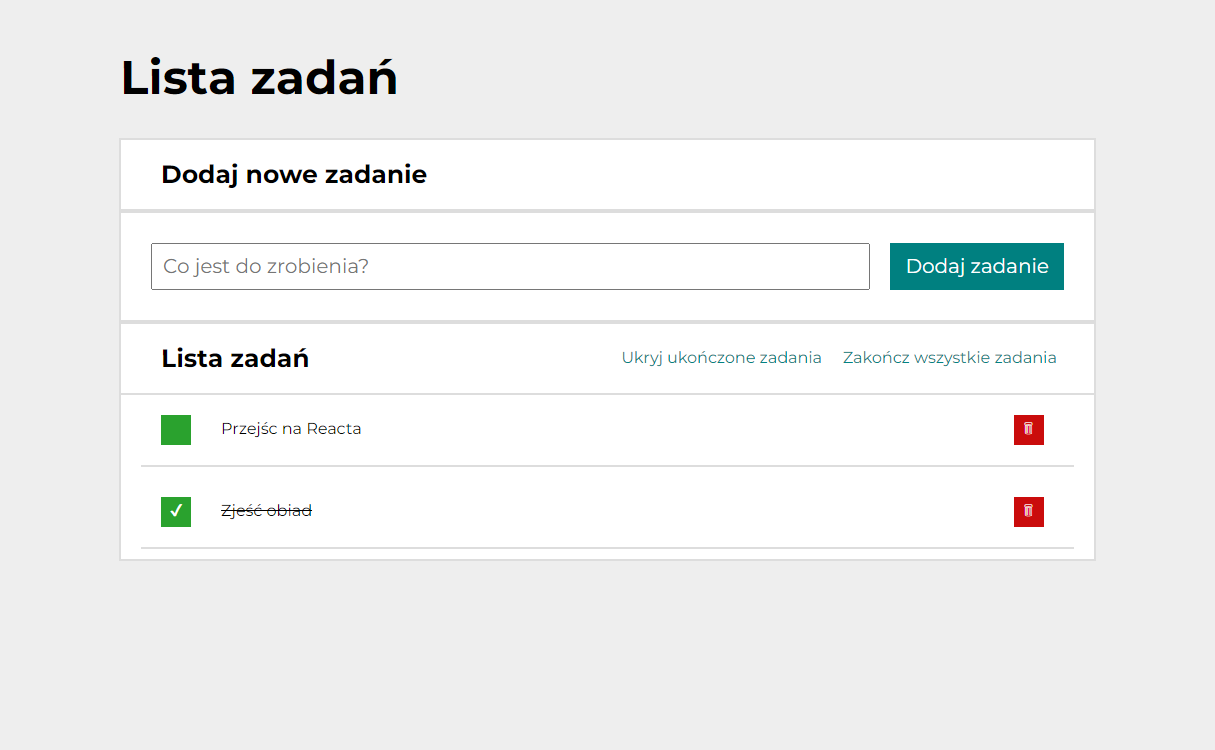 Lista zadań
Dodaj nowe zadanie
Co jest do zrobienia?
Dodaj zadanie
Lista zadań
Ukryj ukończone zadania
Zakończ wszystkie zadania
Przejśc na Reacta
Zjeść obiad